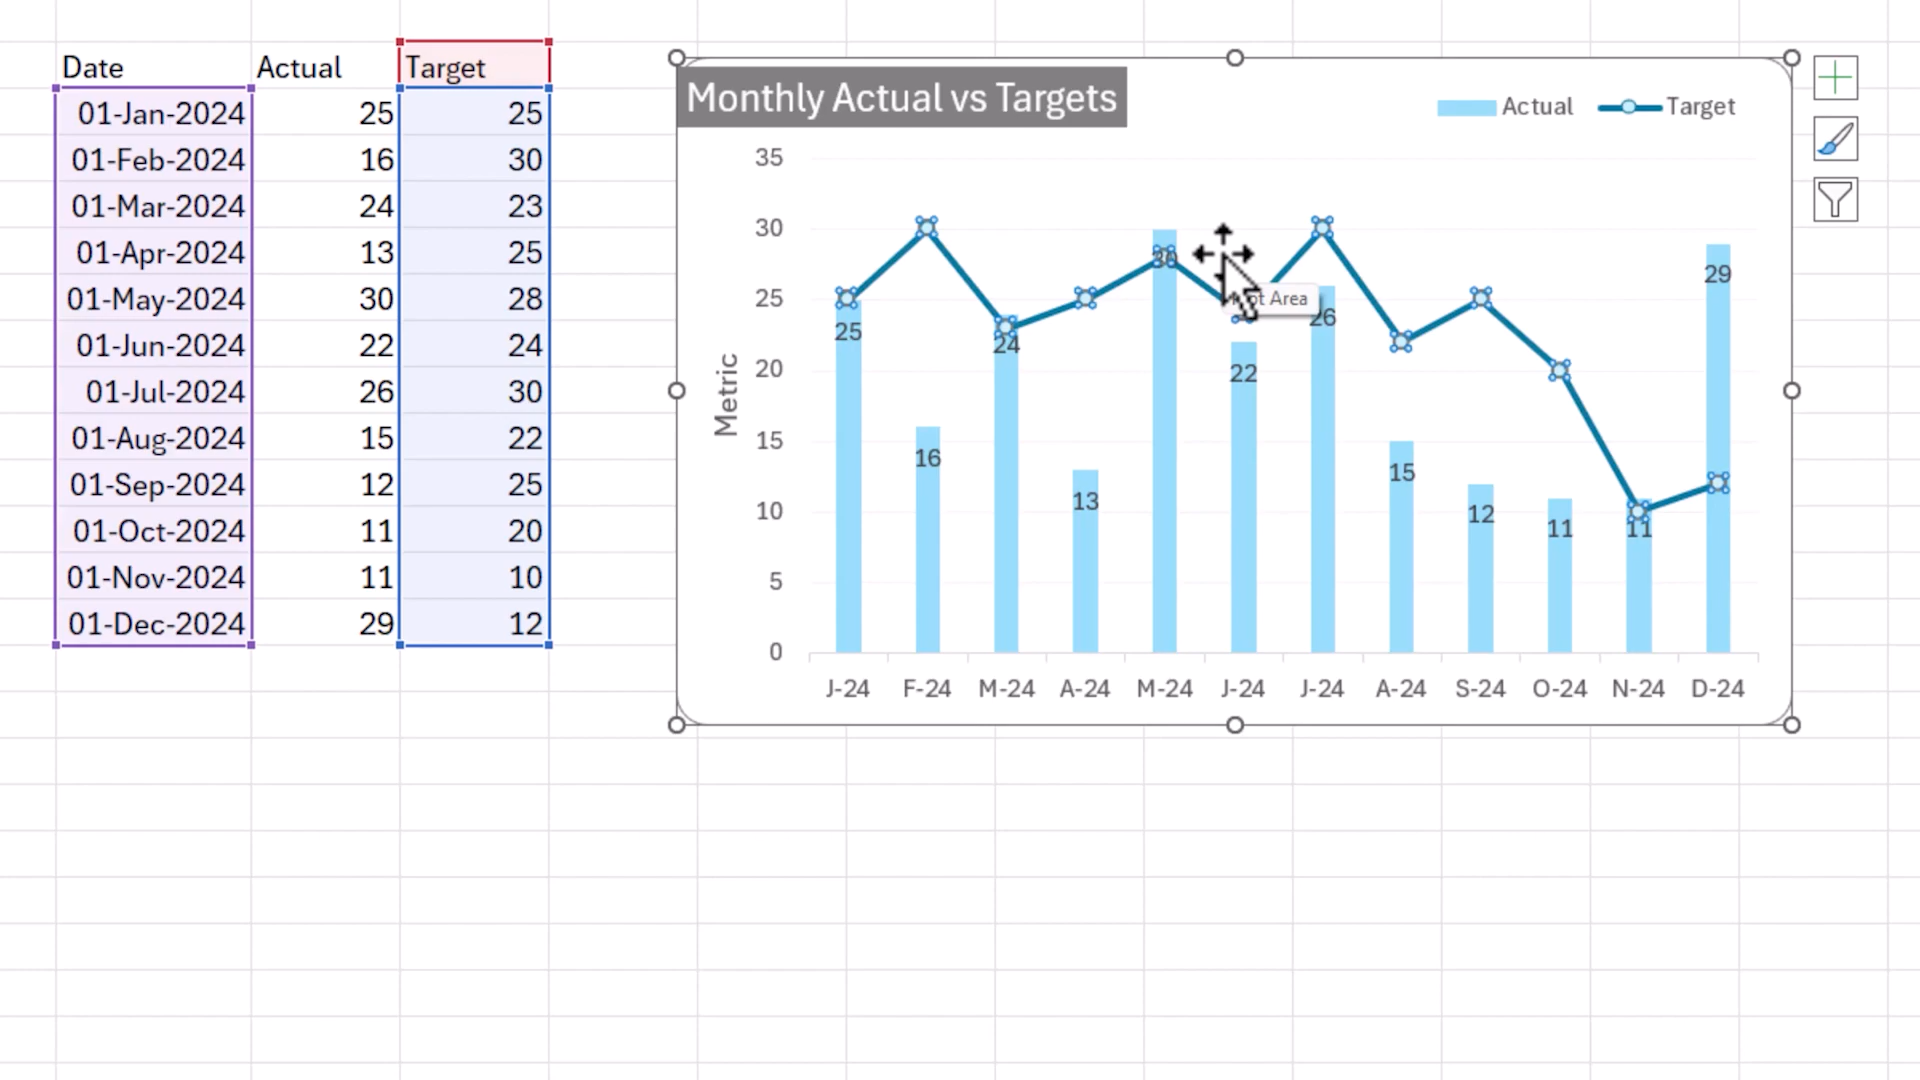 Date Actual Target
01-Jan-2024 25 25
01-Feb-2024 16 30
01-Mar-2024 24 23
01-Apr-2024 13 25
01-May-2024 30 28
01-Jun-2024 22 24
01-Jul-2024 26 30
01-Aug-2024 15 22
01-Sep-2024 12 25
01-Oct-2024 11 20
01-Nov-2024 11 10
01-Dec-2024 29 12
Monthly Actual vs Targets
Actual Target
35
30
25
20
15
10
5
0
Metric
25 16 24 13 30 22 26 15 12 11 11 29
Area
J-24 F-24 M-24 A-24 M-24 J-24 J-24 A-24 S-24 O-24 N-24 D-24